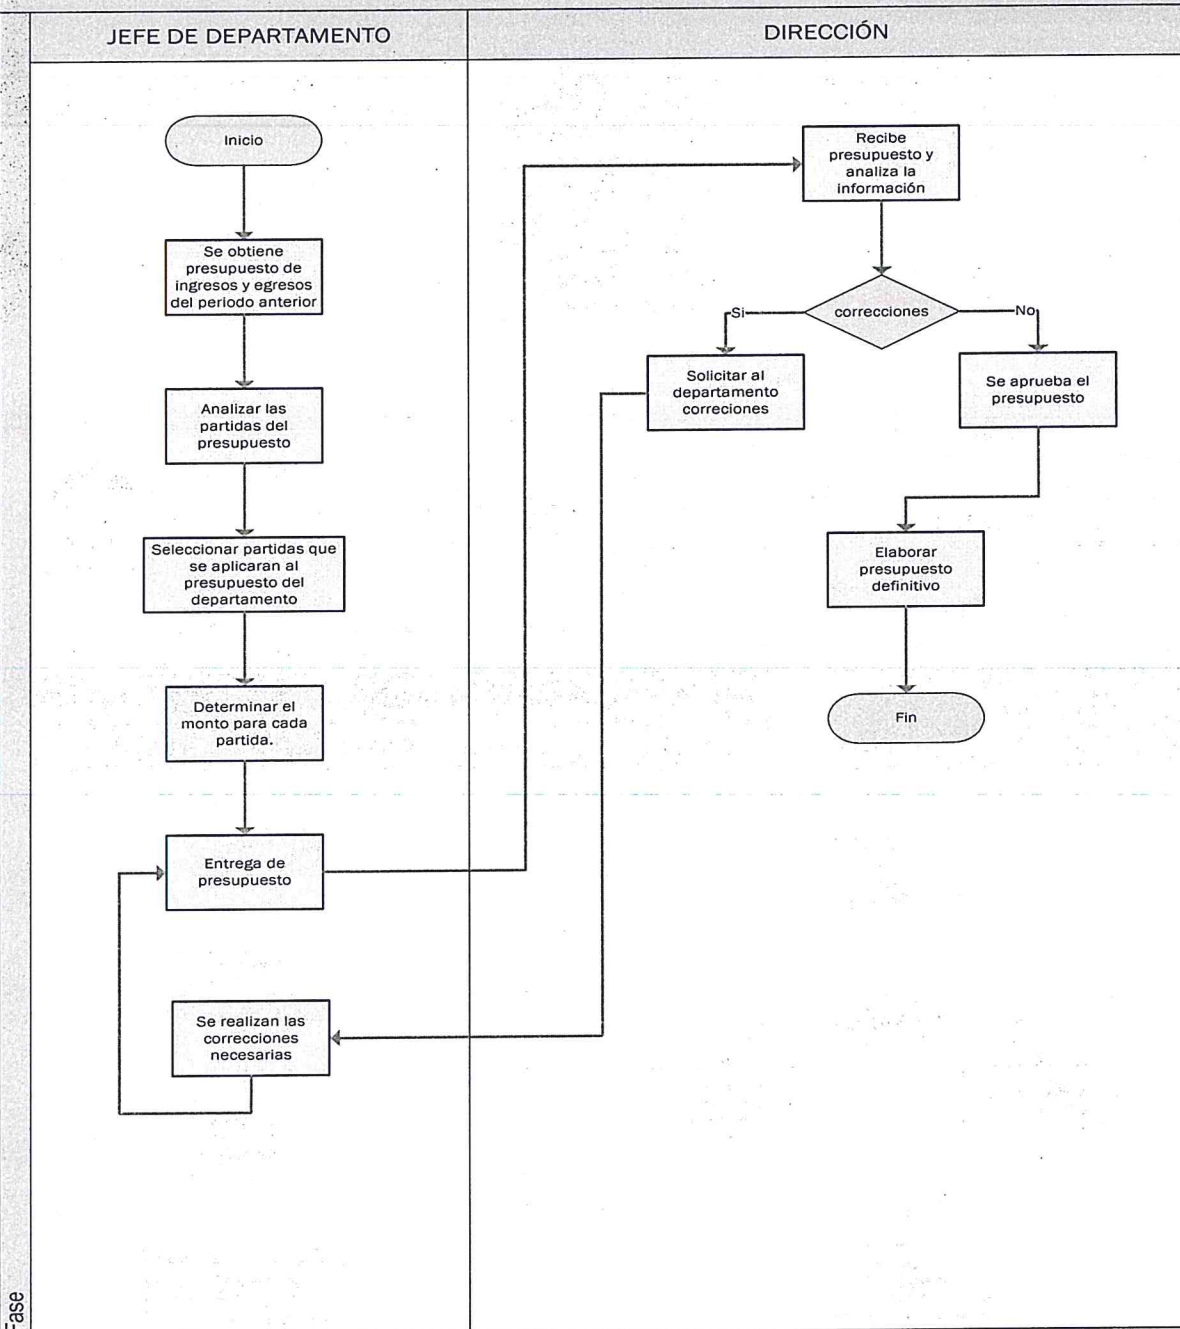 JEFE DE DEPARTAMENTO
DIRECCIÓN
Inicio
Se obtiene
presupuesto de
ingresos y egresos
del periodo anterior
Analizar las
partidas del
presupuesto
Seleccionar partidas que
se aplicaran al
presupuesto del
departamento
Determinar el
monto para cada
partida.
Entrega de
presupuesto
Se realizan las
correcciones
necesarias
Recibe
presupuesto y
analiza la
información
correcciones
Si
No
Solicitar al
departamento
correciones
Se aprueba el
presupuesto
Elaborar
presupuesto
definitivo
Fin
Fase